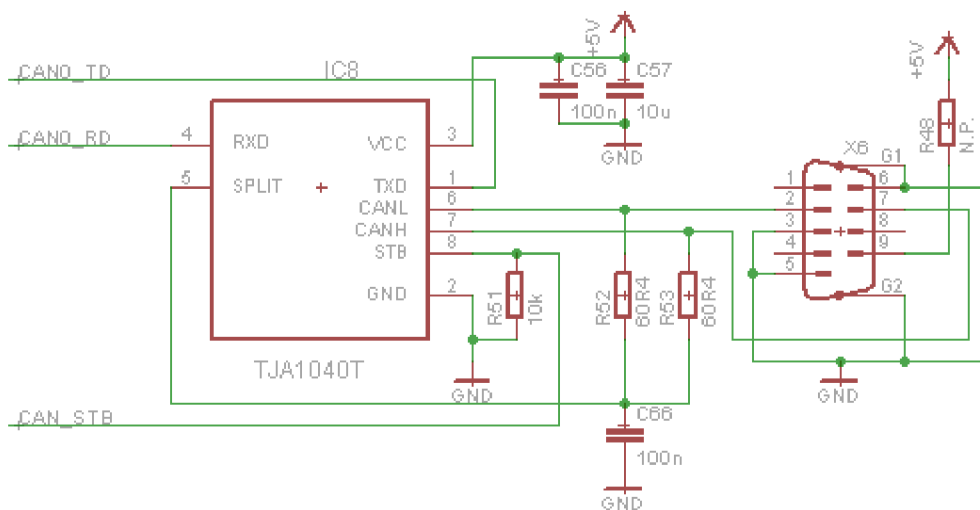 +5V
CAN0_TD
IC8
C56
C57
+5V
100n
10u
CAN0_RD
4
RXD
VCC
3
GND
R48
N.P.
X6
G1
5
SPLIT
TXD
1
1
6
CANL
6
2
7
CANH
7
3
8
STB
8
4
9
5
GND
2
R51
10k
R52
60R4
R53
60R4
G2
TJA1040T
GND
GND
CAN_STB
C66
100n
GND